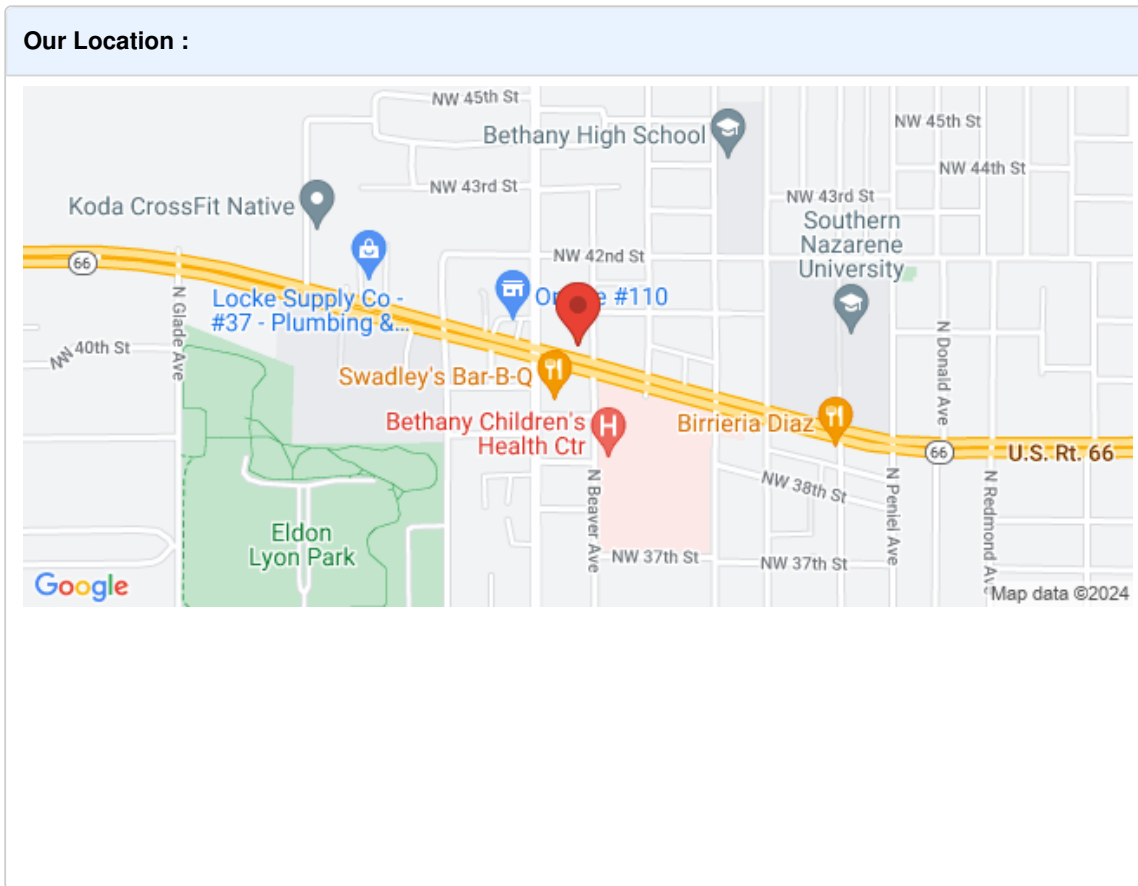 Our Location :
NW 45th St
Bethany High School
NW 45th St
NW 44th St
NW 43rd St
NW 43rd St
Koda CrossFit Native
Southern
Nazarene
University
NW 42nd St
66
N Glade Ave
Locke Supply Co -
#37 - Plumbing &...
#110
NW 40th St
N Donald Ave
Swadley's Bar-B-Q
Bethany Children's
Health Ctr
H
Birrieria Diaz
66
U.S. Rt. 66
N Beaver Ave
NW 38th St
N Peniel Ave
N Redmond Ave
Eldon
Lyon Park
NW 37th St
NW 37th St
Google
Map data ©2024